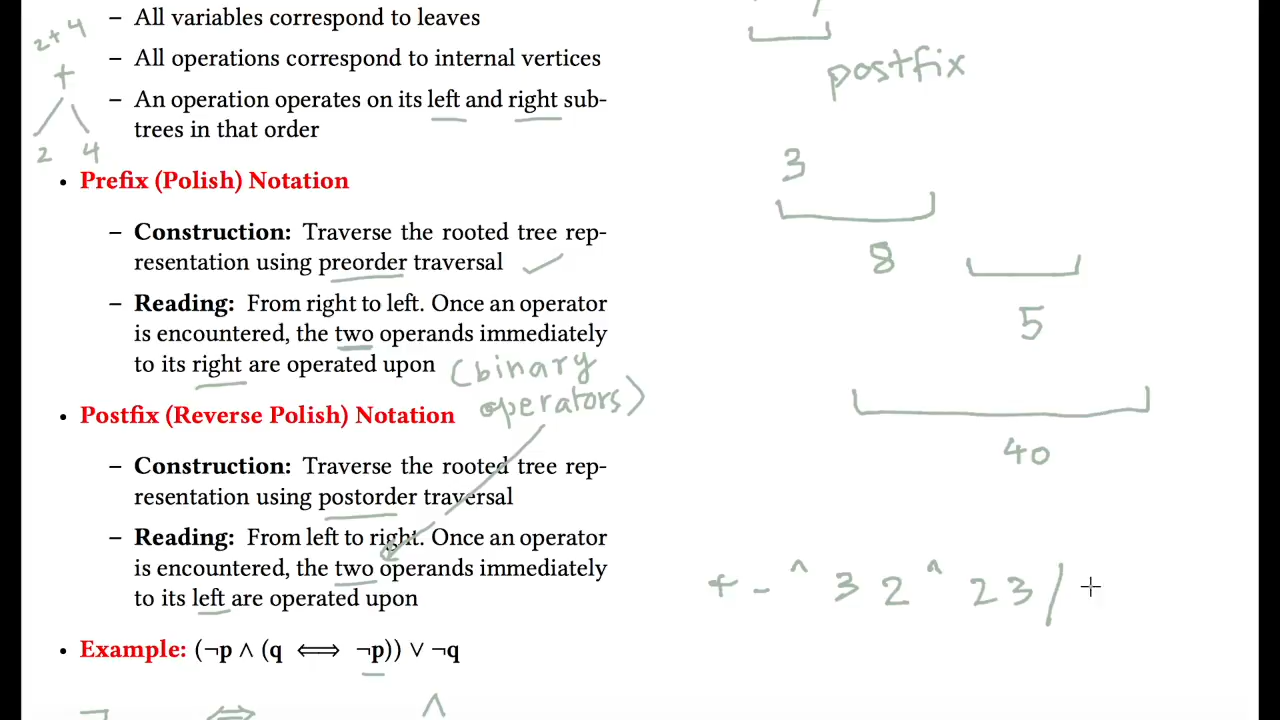 – All variables correspond to leaves
– All operations correspond to internal vertices
– An operation operates on its left and right sub-
trees in that order
2+4
+
2 4
• Prefix (Polish) Notation
– Construction: Traverse the rooted tree rep-
resentation using preorder traversal ✓
– Reading: From right to left. Once an operator
is encountered, the two operands immediately
to its right are operated upon
(binary
operators)
• Postfix (Reverse Polish) Notation
– Construction: Traverse the rooted tree rep-
resentation using postorder traversal
– Reading: From left to right. Once an operator
is encountered, the two operands immediately
to its left are operated upon
• Example: (¬p ∧ (q ⟺ ¬p)) ∨ ¬q
¬ ⟺ ∧
postfix
3
8
5
40
+ - ^ 3 2 ^ 2 3 /